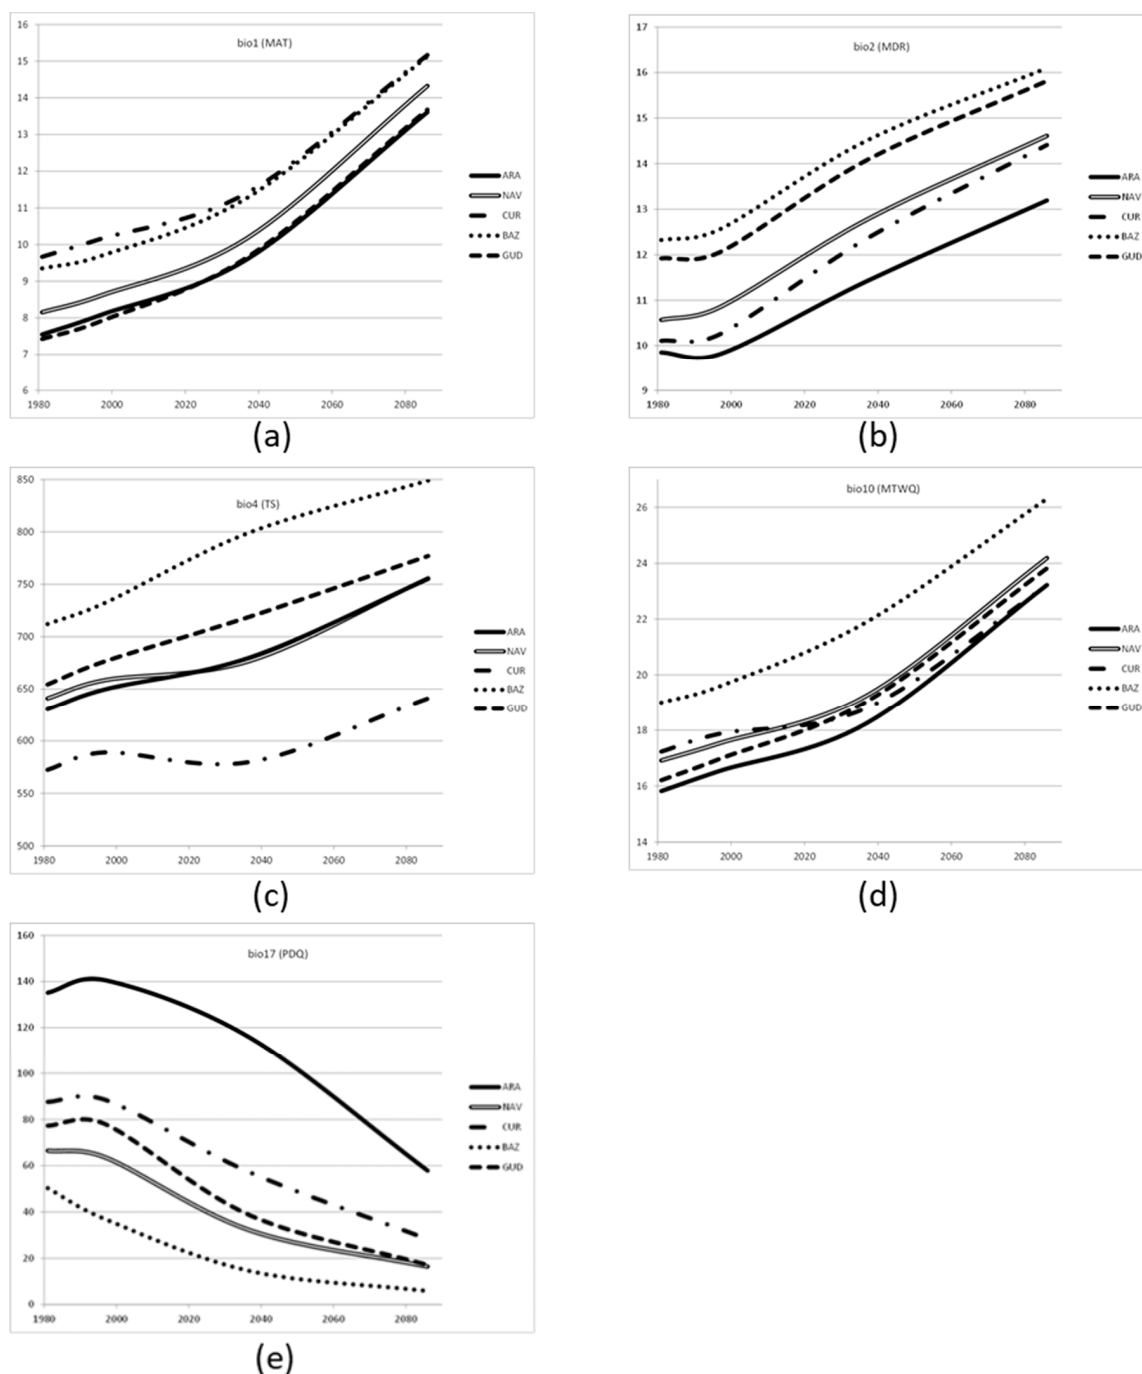 bio1 (MAT)
16
15
14
13
12
11
10
9
8
7
6
1980 2000 2020 2040 2060 2080
ARA
NAV
CUR
BAZ
GUD
(a)
bio2 (MDR)
17
16
15
14
13
12
11
10
9
1980 2000 2020 2040 2060 2080
ARA
NAV
CUR
BAZ
GUD
(b)
bio4 (TS)
850
800
750
700
650
600
550
500
1980 2000 2020 2040 2060 2080
ARA
NAV
CUR
BAZ
GUD
(c)
bio10 (MTWQ)
26
24
22
20
18
16
14
1980 2000 2020 2040 2060 2080
ARA
NAV
CUR
BAZ
GUD
(d)
bio17 (PDQ)
160
140
120
100
80
60
40
20
0
1980 2000 2020 2040 2060 2080
ARA
NAV
CUR
BAZ
GUD
(e)